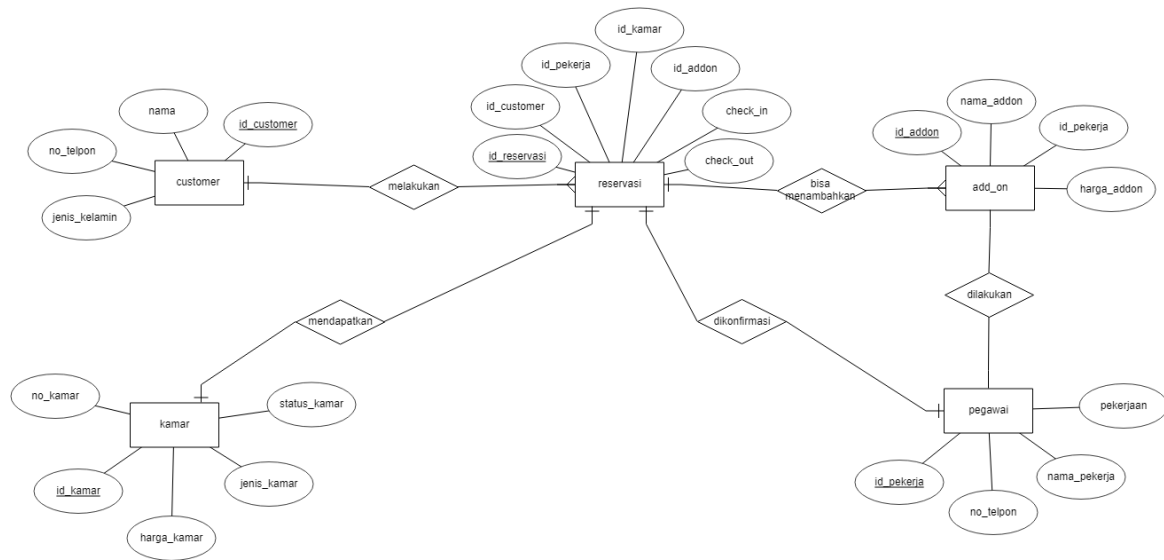 id_kamar
id_pekerja
id_addon
nama_addon
nama
id_customer
check_in
id_customer
id_addon
id_pekerja
no_telpon
id_reservasi
check_out
customer
melakukan
reservasi
bisa
menambahkan
add_on
harga_addon
jenis_kelamin
dilakukan
mendapatkan
dikonfirmasi
no_kamar
status_kamar
kamar
pegawai
pekerjaan
id_kamar
jenis_kamar
id_pekerja
nama_pekerja
no_telpon
harga_kamar